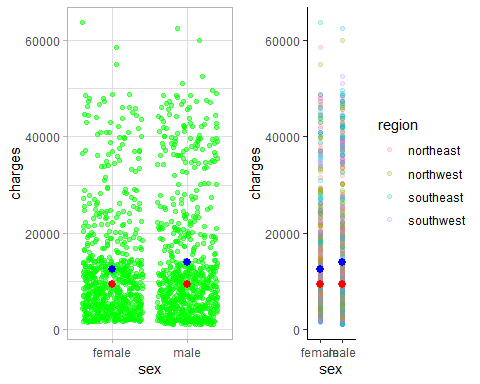 60000
40000
20000
0
charges
female
male
sex
60000
40000
20000
0
charges
female
male
sex
region
northeast
northwest
southeast
southwest